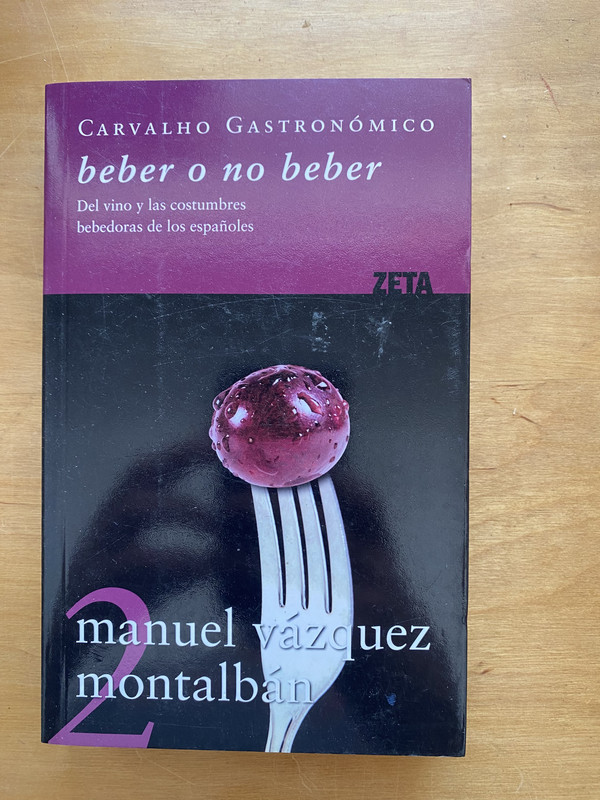 CARVALHO GASTRONÓMICO
beber o no beber
Del vino y las costumbres
bebedoras de los españoles
ZETA
2
manuel vázquez
montalbán